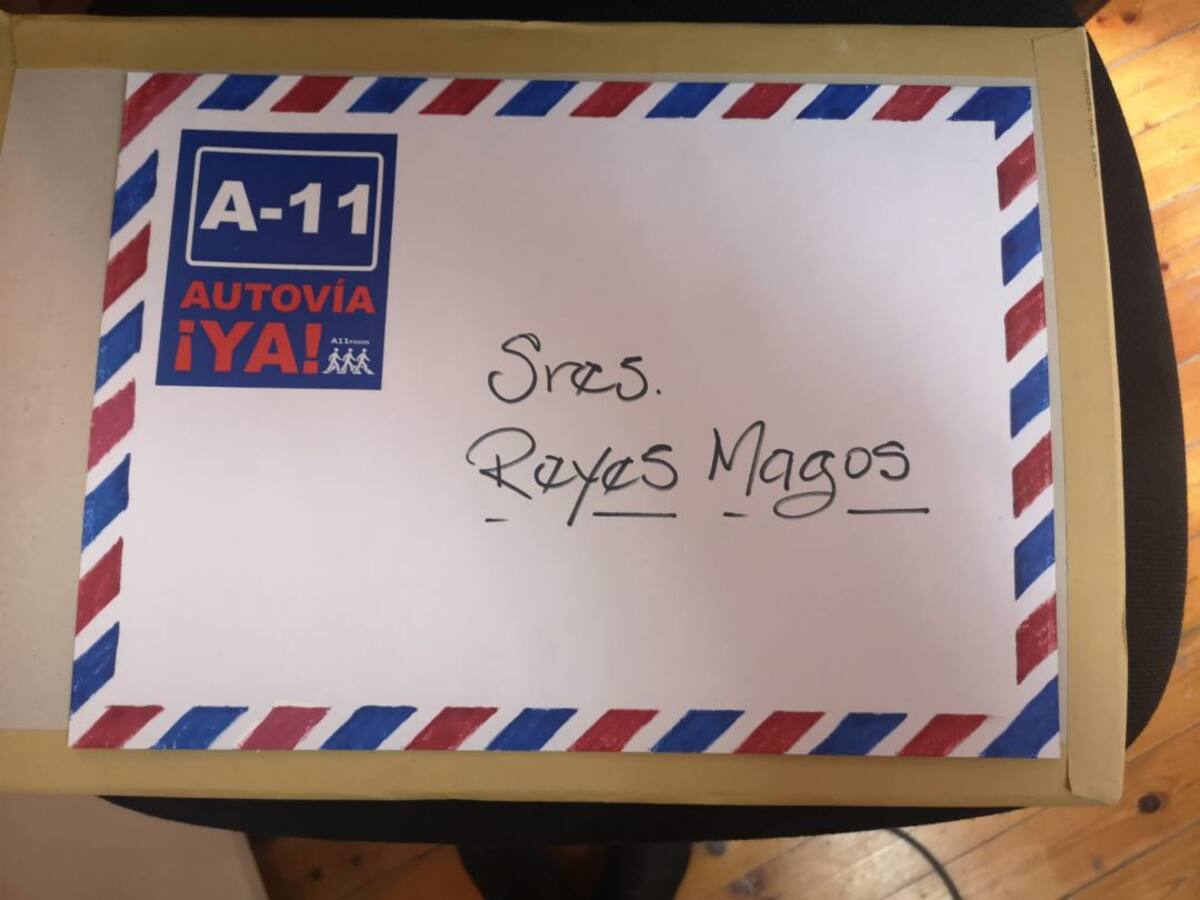 A-11
AUTOVÍA
¡YA!
A11PASOS
Sres.
Reyes Magos